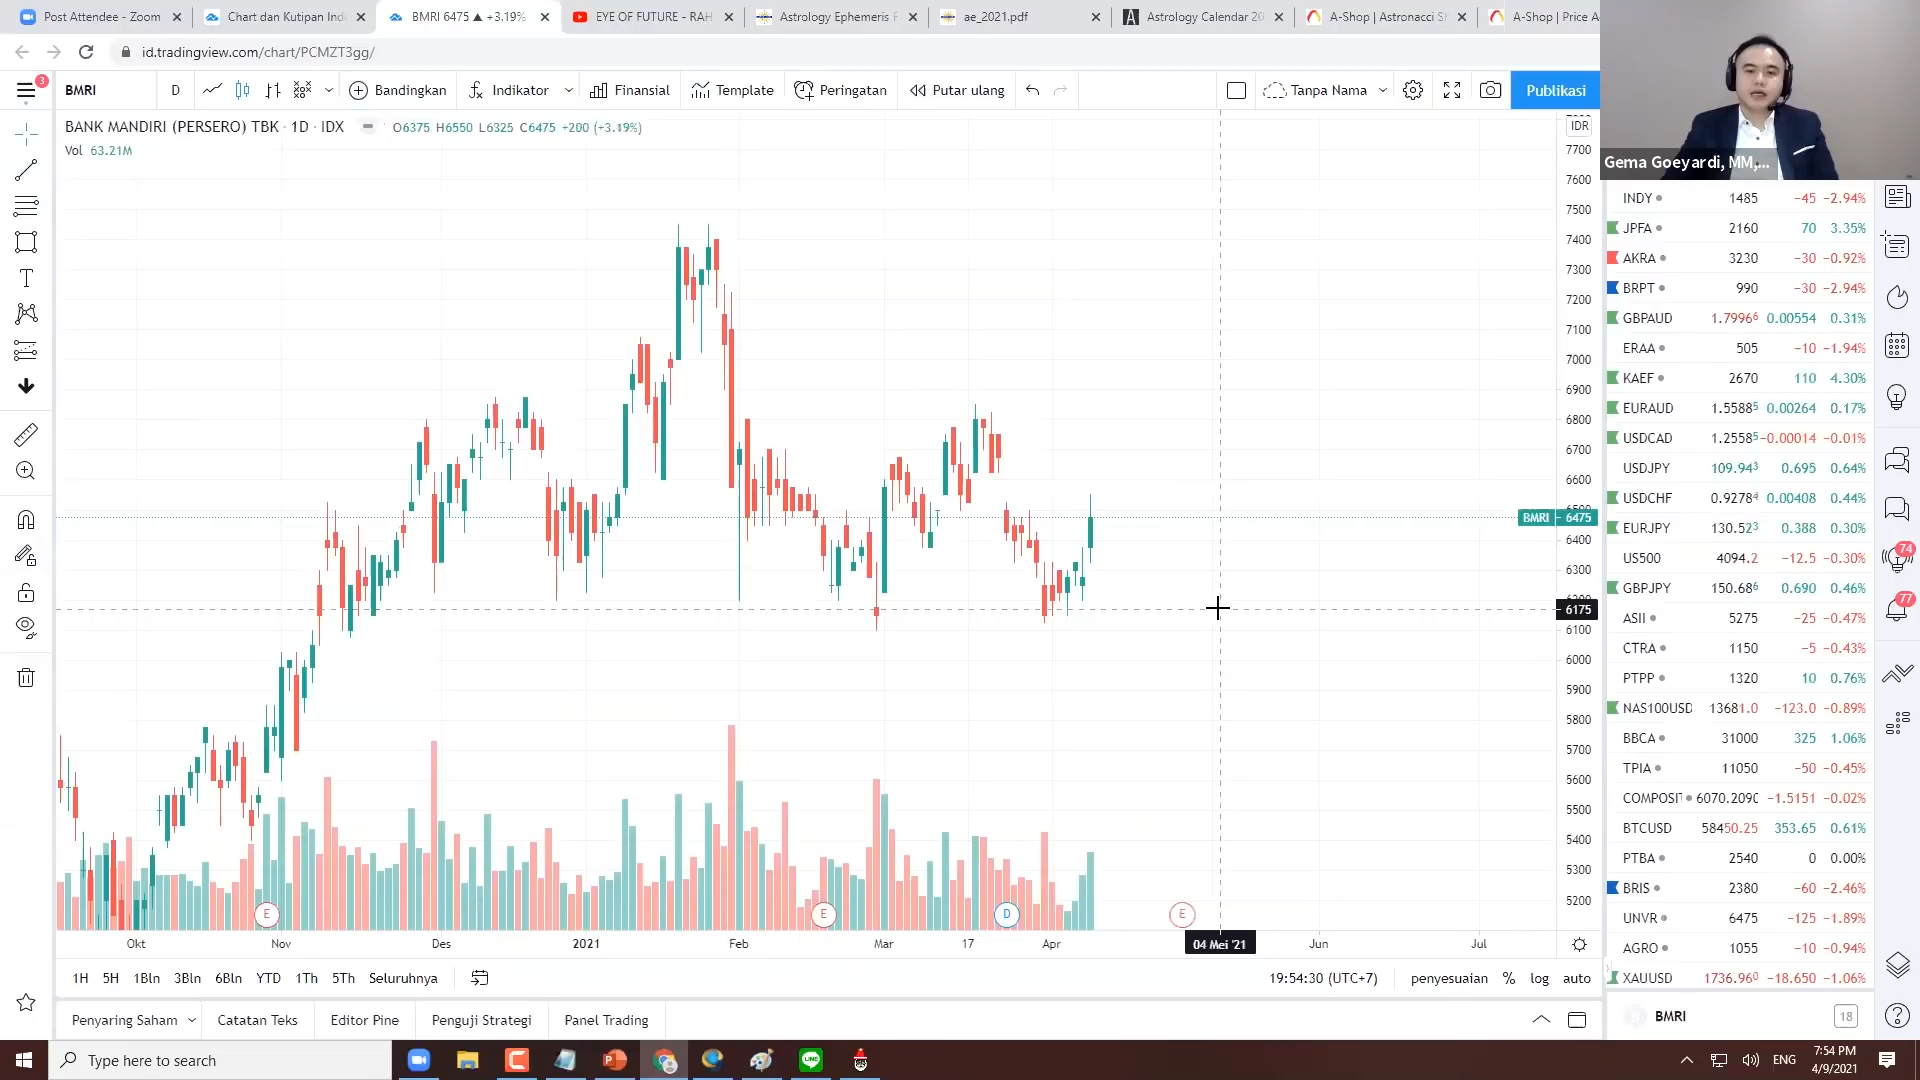 Post Attendee - Zoom
Chart dan Kutipan Ind
BMRI 6475 ▲ +3.19%
EYE OF FUTURE - RAH
Astrology Ephemeris F
ae_2021.pdf
Astrology Calendar 20
A-Shop | Astronacci S
A-Shop | Price A
id.tradingview.com/chart/PCMZT3gg/
3
BMRI
D
Bandingkan
Indikator
Finansial
Template
Peringatan
Putar ulang
Tanpa Nama
Publikasi
BANK MANDIRI (PERSERO) TBK · 1D · IDX
O6375 H6550 L6325 C6475 +200 (+3.19%)
Vol 63.21M
IDR
Gema Goeyardi, MM,...
7700
7600
7500
7400
7300
7200
7100
7000
6900
6800
6700
6600
BMRI 6475
6400
6300
6175
6100
6000
5900
5800
5700
5600
5500
5400
5300
5200
INDY 1485 −45 −2.94%
JPFA 2160 70 3.35%
AKRA 3230 −30 −0.92%
BRPT 990 −30 −2.94%
GBPAUD 1.79966 0.00554 0.31%
ERAA 505 −10 −1.94%
KAEF 2670 110 4.30%
EURAUD 1.55885 0.00264 0.17%
USDCAD 1.25585 −0.00014 −0.01%
USDJPY 109.943 0.695 0.64%
USDCHF 0.92784 0.00408 0.44%
EURJPY 130.523 0.388 0.30%
US500 4094.2 −12.5 −0.30%
GBPJPY 150.686 0.690 0.46%
ASII 5275 −25 −0.47%
CTRA 1150 −5 −0.43%
PTPP 1320 10 0.76%
NAS100USD 13681.0 −123.0 −0.89%
BBCA 31000 325 1.06%
TPIA 11050 −50 −0.45%
COMPOSIT 6070.2090 −1.5151 −0.02%
BTCUSD 58450.25 353.65 0.61%
PTBA 2540 0 0.00%
BRIS 2380 −60 −2.46%
UNVR 6475 −125 −1.89%
AGRO 1055 −10 −0.94%
XAUUSD 1736.960 −18.650 −1.06%
74
77
E
E
D
E
Okt
Nov
Des
2021
Feb
Mar
17
Apr
04 Mei '21
Jun
Jul
1H 5H 1Bln 3Bln 6Bln YTD 1Th 5Th Seluruhnya
19:54:30 (UTC+7)
penyesuaian % log auto
Penyaring Saham
Catatan Teks
Editor Pine
Penguji Strategi
Panel Trading
BMRI
18
Type here to search
LINE
ENG
7:54 PM
4/9/2021